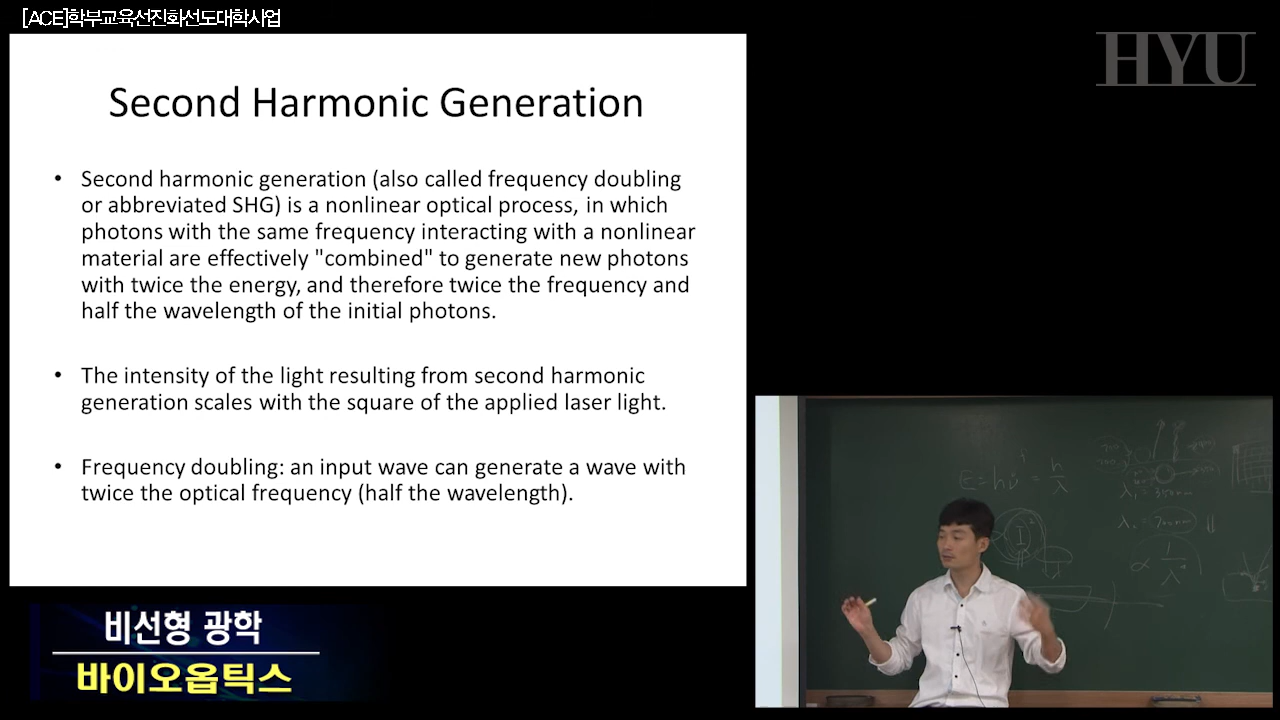 [ACE]학부교육선진화선도대학사업
HYU
Second Harmonic Generation
• Second harmonic generation (also called frequency doubling
or abbreviated SHG) is a nonlinear optical process, in which
photons with the same frequency interacting with a nonlinear
material are effectively "combined" to generate new photons
with twice the energy, and therefore twice the frequency and
half the wavelength of the initial photons.
• The intensity of the light resulting from second harmonic
generation scales with the square of the applied laser light.
• Frequency doubling: an input wave can generate a wave with
twice the optical frequency (half the wavelength).
비선형 광학
바이오옵틱스